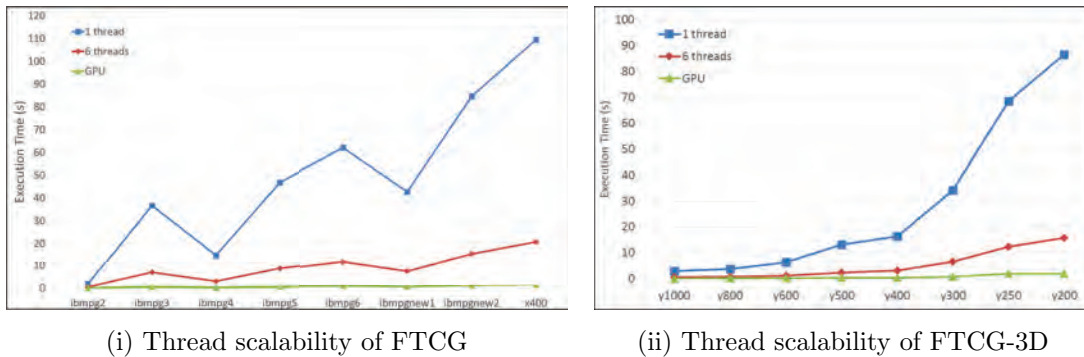 120
110
100
90
80
70
60
50
40
30
20
10
0
Execution Time (s)
1 thread
6 threads
GPU
ibmpg2 ibmpg3 ibmpg4 ibmpg5 ibmpg6 ibmpgnew1 ibmpgnew2 x400
(i) Thread scalability of FTCG
100
90
80
70
60
50
40
30
20
10
0
Execution Time (s)
1 thread
6 threads
GPU
y1000 y800 y600 y500 y400 y300 y250 y200
(ii) Thread scalability of FTCG-3D